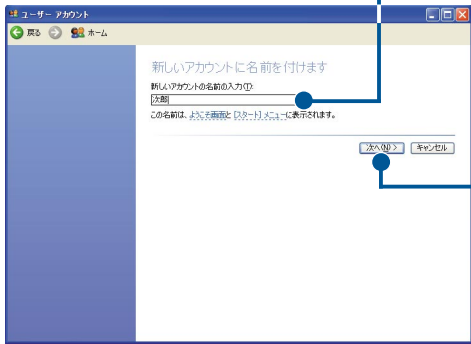 ユーザー アカウント
戻る ホーム
新しいアカウントに名前を付けます
新しいアカウントの名前の入力(T):
次郎
この名前は、ようこそ画面と [スタート] メニューに表示されます。
次へ(N) > キャンセル